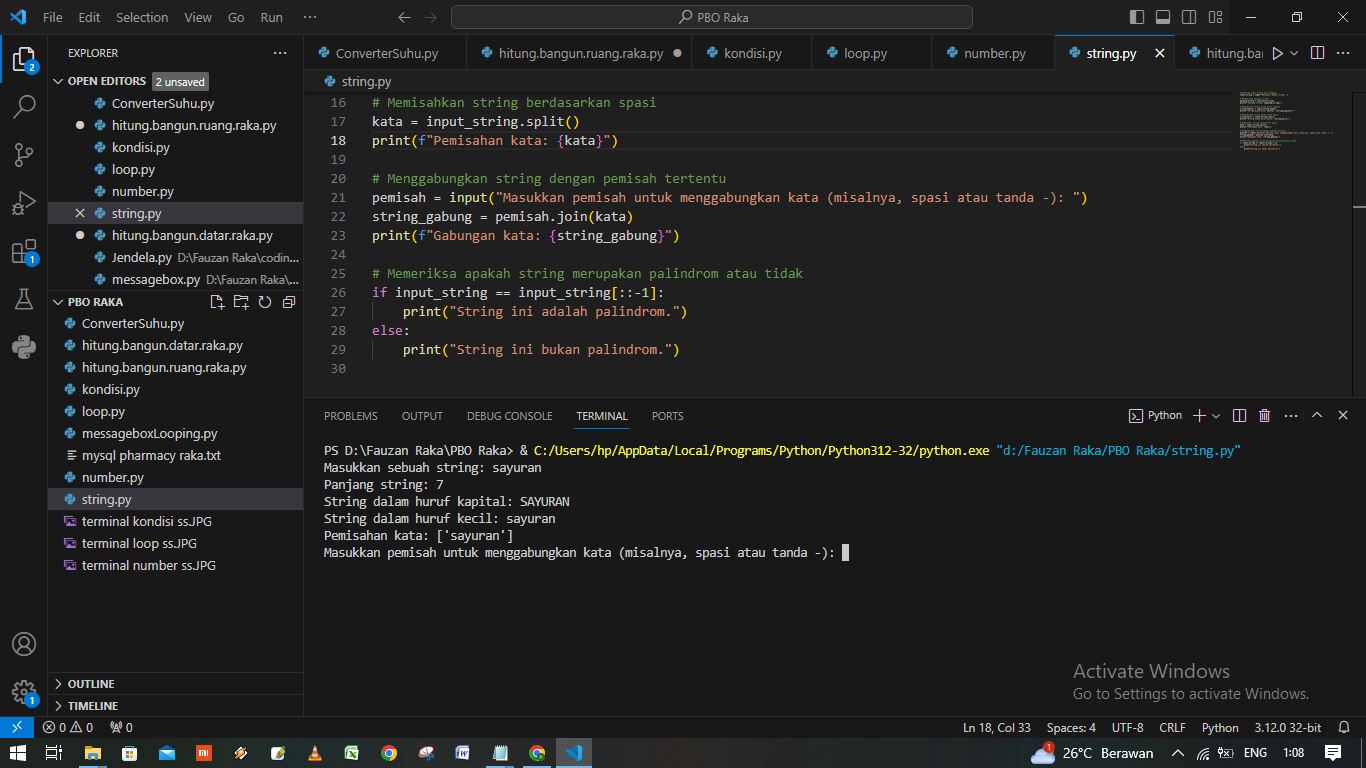 File Edit Selection View Go Run ···
PBO Raka
EXPLORER
OPEN EDITORS 2 unsaved
ConverterSuhu.py
hitung.bangun.ruang.raka.py
kondisi.py
loop.py
number.py
string.py
hitung.bangun.datar.raka.py
Jendela.py D:\Fauzan Raka\codin...
messagebox.py D:\Fauzan Raka\...
PBO RAKA
ConverterSuhu.py
hitung.bangun.datar.raka.py
hitung.bangun.ruang.raka.py
kondisi.py
loop.py
messageboxLooping.py
mysql pharmacy raka.txt
number.py
string.py
terminal kondisi ss.JPG
terminal loop ss.JPG
terminal number ss.JPG
OUTLINE
TIMELINE
2
1
1
ConverterSuhu.py hitung.bangun.ruang.raka.py kondisi.py loop.py number.py string.py hitung.bai
string.py
16 # Memisahkan string berdasarkan spasi
17 kata = input_string.split()
18 print(f"Pemisahan kata: {kata}")
19
20 # Menggabungkan string dengan pemisah tertentu
21 pemisah = input("Masukkan pemisah untuk menggabungkan kata (misalnya, spasi atau tanda -): ")
22 string_gabung = pemisah.join(kata)
23 print(f"Gabungan kata: {string_gabung}")
24
25 # Memeriksa apakah string merupakan palindrom atau tidak
26 if input_string == input_string[::-1]:
27     print("String ini adalah palindrom.")
28 else:
29     print("String ini bukan palindrom.")
30
PROBLEMS OUTPUT DEBUG CONSOLE TERMINAL PORTS
Python
PS D:\Fauzan Raka\PBO Raka> & C:/Users/hp/AppData/Local/Programs/Python/Python312-32/python.exe "d:/Fauzan Raka/PBO Raka/string.py"
Masukkan sebuah string: sayuran
Panjang string: 7
String dalam huruf kapital: SAYURAN
String dalam huruf kecil: sayuran
Pemisahan kata: ['sayuran']
Masukkan pemisah untuk menggabungkan kata (misalnya, spasi atau tanda -):
Activate Windows
Go to Settings to activate Windows.
0 0 0
Ln 18, Col 33 Spaces: 4 UTF-8 CRLF Python 3.12.0 32-bit
1 26°C Berawan ENG 1:08